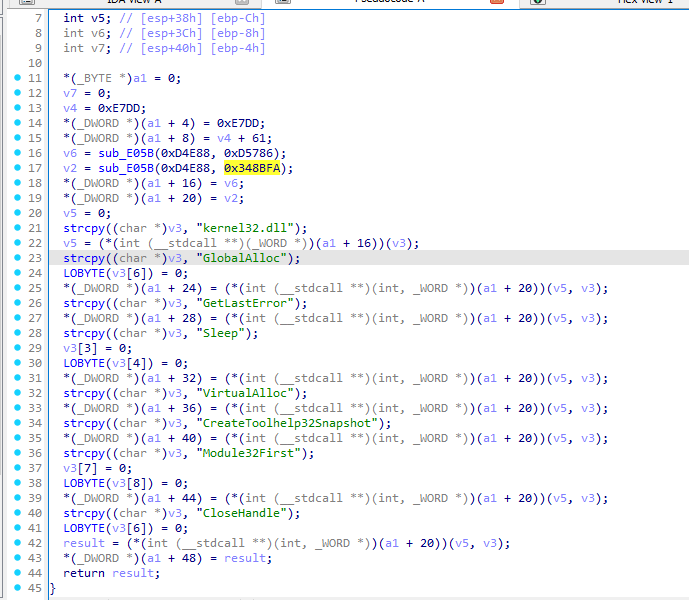 7 int v5; // [esp+38h] [ebp-Ch]
8 int v6; // [esp+3Ch] [ebp-8h]
9 int v7; // [esp+40h] [ebp-4h]
10
11 *(_BYTE *)a1 = 0;
12 v7 = 0;
13 v4 = 0xE7DD;
14 *(_DWORD *)(a1 + 4) = 0xE7DD;
15 *(_DWORD *)(a1 + 8) = v4 + 61;
16 v6 = sub_E05B(0xD4E88, 0xD5786);
17 v2 = sub_E05B(0xD4E88, 0x348BFA);
18 *(_DWORD *)(a1 + 16) = v6;
19 *(_DWORD *)(a1 + 20) = v2;
20 v5 = 0;
21 strcpy((char *)v3, "kernel32.dll");
22 v5 = (*(int (__stdcall **)(_WORD *))(a1 + 16))(v3);
23 strcpy((char *)v3, "GlobalAlloc");
24 LOBYTE(v3[6]) = 0;
25 *(_DWORD *)(a1 + 24) = (*(int (__stdcall **)(int, _WORD *))(a1 + 20))(v5, v3);
26 strcpy((char *)v3, "GetLastError");
27 *(_DWORD *)(a1 + 28) = (*(int (__stdcall **)(int, _WORD *))(a1 + 20))(v5, v3);
28 strcpy((char *)v3, "Sleep");
29 v3[3] = 0;
30 LOBYTE(v3[4]) = 0;
31 *(_DWORD *)(a1 + 32) = (*(int (__stdcall **)(int, _WORD *))(a1 + 20))(v5, v3);
32 strcpy((char *)v3, "VirtualAlloc");
33 *(_DWORD *)(a1 + 36) = (*(int (__stdcall **)(int, _WORD *))(a1 + 20))(v5, v3);
34 strcpy((char *)v3, "CreateToolhelp32Snapshot");
35 *(_DWORD *)(a1 + 40) = (*(int (__stdcall **)(int, _WORD *))(a1 + 20))(v5, v3);
36 strcpy((char *)v3, "Module32First");
37 v3[7] = 0;
38 LOBYTE(v3[8]) = 0;
39 *(_DWORD *)(a1 + 44) = (*(int (__stdcall **)(int, _WORD *))(a1 + 20))(v5, v3);
40 strcpy((char *)v3, "CloseHandle");
41 LOBYTE(v3[6]) = 0;
42 result = (*(int (__stdcall **)(int, _WORD *))(a1 + 20))(v5, v3);
43 *(_DWORD *)(a1 + 48) = result;
44 return result;
45 }